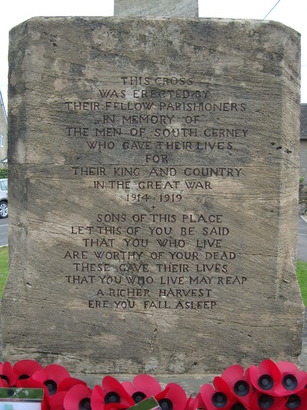 THIS CROSS
WAS ERECTED BY
THEIR FELLOW PARISHIONERS
IN MEMORY OF
THE MEN OF SOUTH CERNEY
WHO GAVE THEIR LIVES
FOR
THEIR KING AND COUNTRY
IN THE GREAT WAR
1914-1919
SONS OF THIS PLACE
LET THIS OF YOU BE SAID
THAT YOU WHO LIVE
ARE WORTHY OF YOUR DEAD
THESE GAVE THEIR LIVES
THAT YOU WHO LIVE MAY REAP
A RICHER HARVEST
ERE YOU FALL ASLEEP